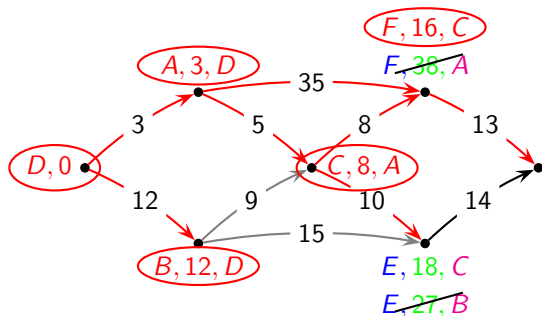 F, 16, C
A, 3, D
F, 38, A
35
3
5
8
13
D, 0
C, 8, A
12
9
10
14
15
B, 12, D
E, 18, C
E, 27, B